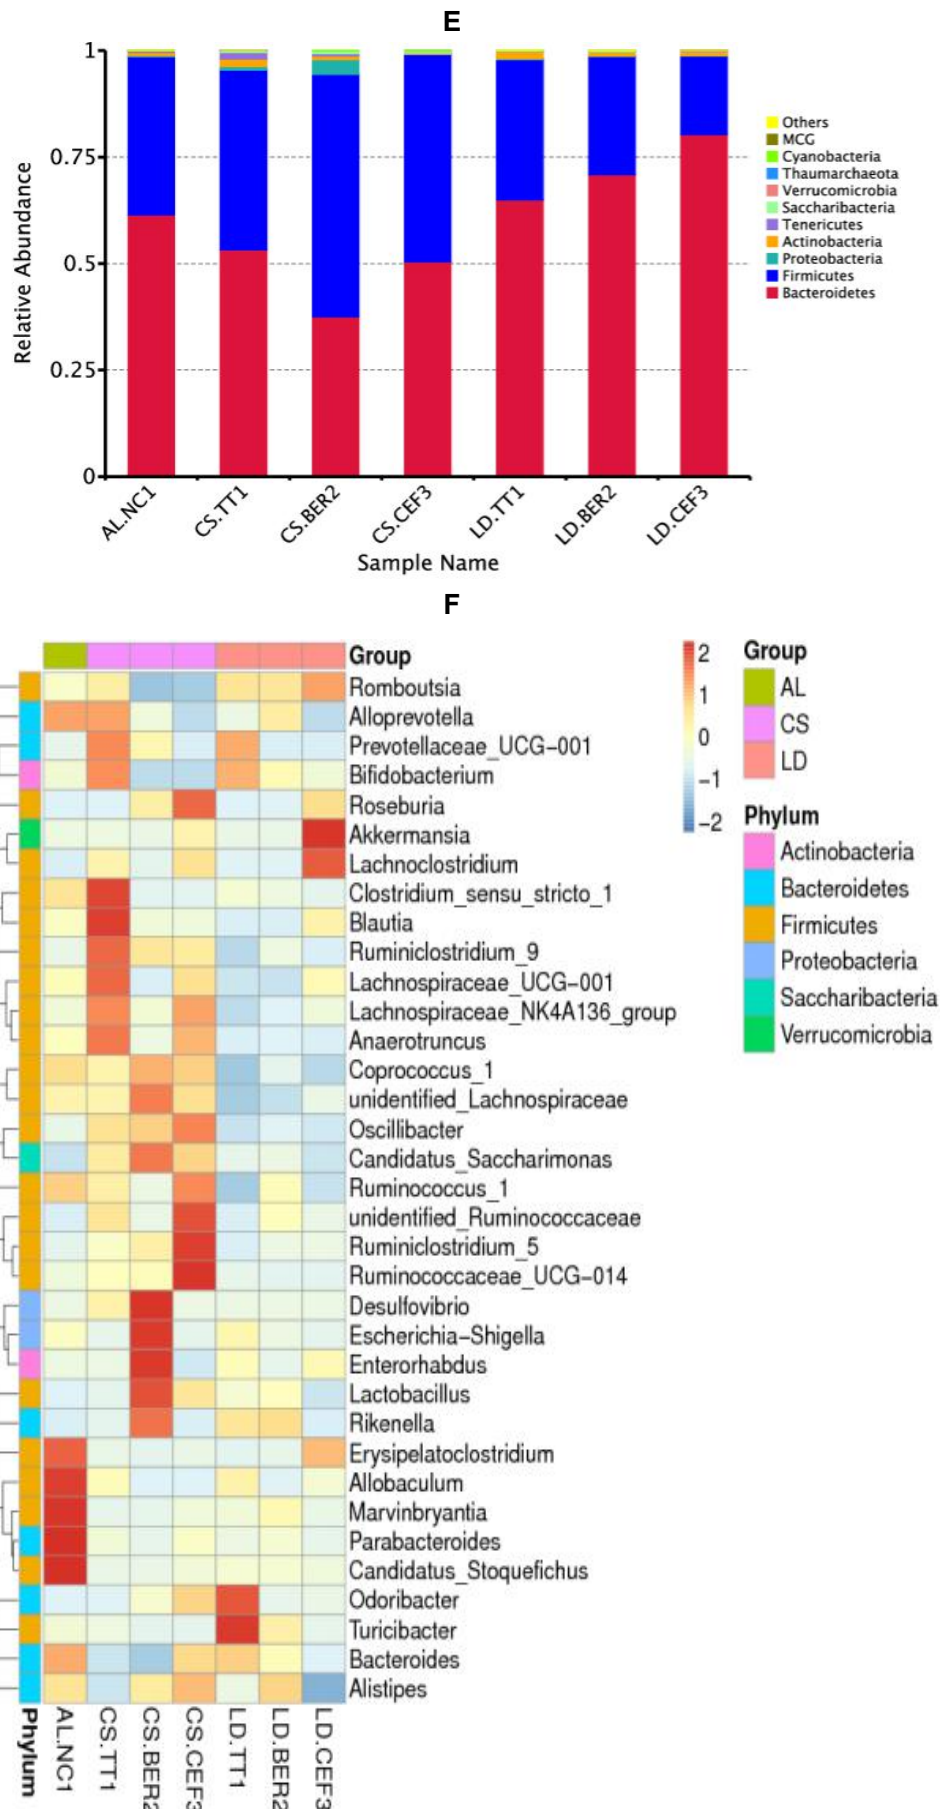 E
1
0.75
0.5
0.25
0
Relative Abundance
AL.NC1
CS.TT1
CS.BER2
CS.CEF3
LD.TT1
LD.BER2
LD.CEF3
Sample Name
Others
MCG
Cyanobacteria
Thaumarchaeota
Verrucomicrobia
Saccharibacteria
Tenericutes
Actinobacteria
Proteobacteria
Firmicutes
Bacteroidetes
F
Group
Romboutsia
Alloprevotella
Prevotellaceae_UCG−001
Bifidobacterium
Roseburia
Akkermansia
Lachnoclostridium
Clostridium_sensu_stricto_1
Blautia
Ruminiclostridium_9
Lachnospiraceae_UCG−001
Lachnospiraceae_NK4A136_group
Anaerotruncus
Coprococcus_1
unidentified_Lachnospiraceae
Oscillibacter
Candidatus_Saccharimonas
Ruminococcus_1
unidentified_Ruminococcaceae
Ruminiclostridium_5
Ruminococcaceae_UCG−014
Desulfovibrio
Escherichia−Shigella
Enterorhabdus
Lactobacillus
Rikenella
Erysipelatoclostridium
Allobaculum
Marvinbryantia
Parabacteroides
Candidatus_Stoquefichus
Odoribacter
Turicibacter
Bacteroides
Alistipes
Phylum
AL.NC1
CS.TT1
CS.BER2
CS.CEF3
LD.TT1
LD.BER2
LD.CEF3
2
1
0
−1
−2
Group
AL
CS
LD
Phylum
Actinobacteria
Bacteroidetes
Firmicutes
Proteobacteria
Saccharibacteria
Verrucomicrobia